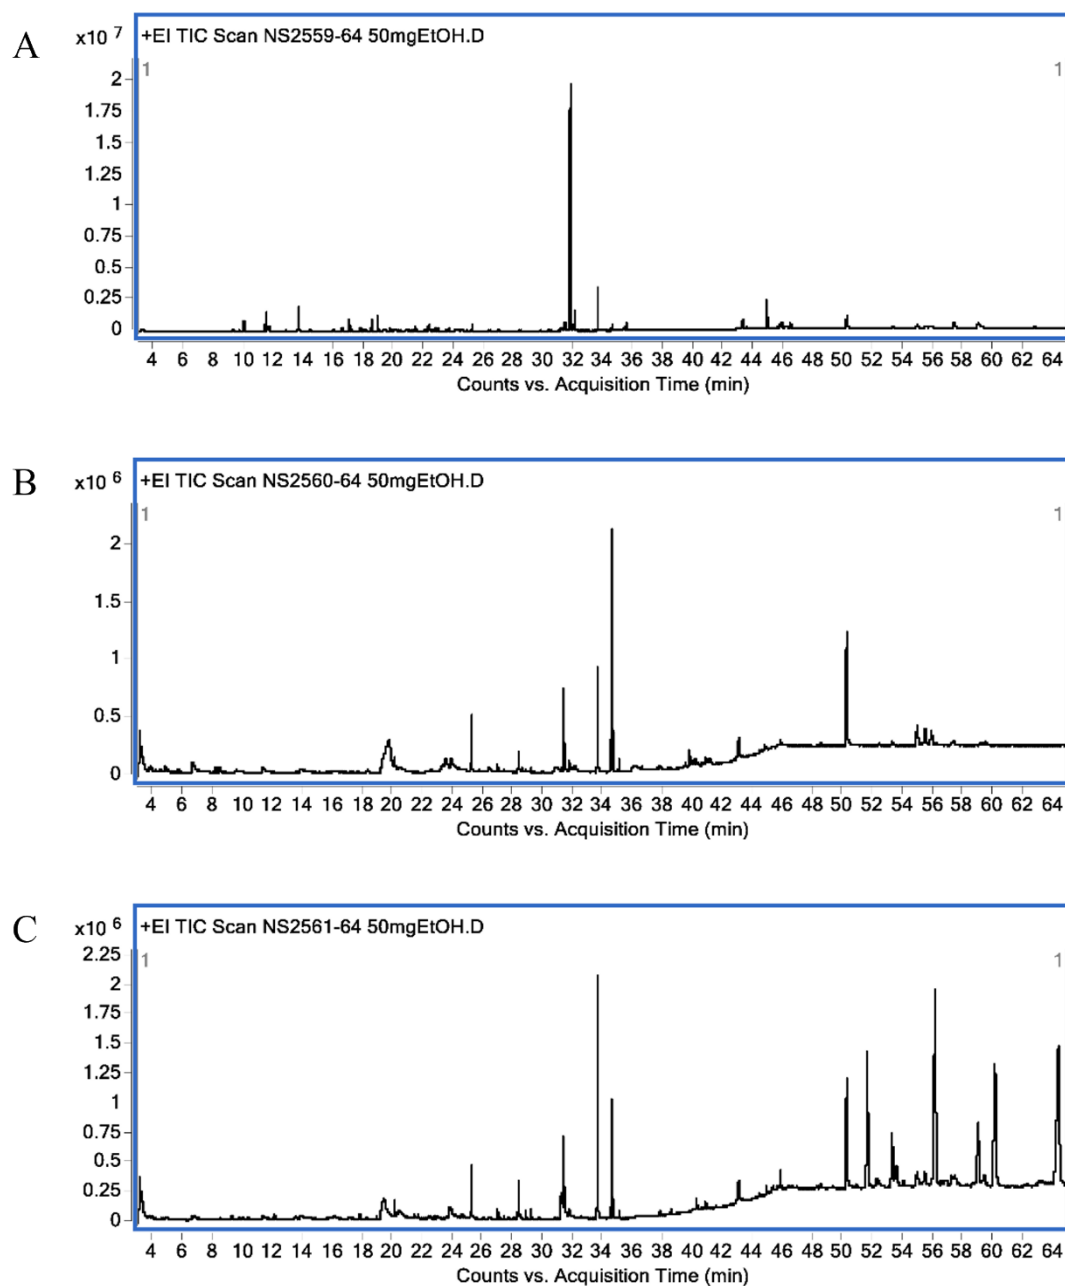 A
x10 7
+EI TIC Scan NS2559-64 50mgEtOH.D
1 1
2
1.75
1.5
1.25
1
0.75
0.5
0.25
0
4 6 8 10 12 14 16 18 20 22 24 26 28 30 32 34 36 38 40 42 44 46 48 50 52 54 56 58 60 62 64
Counts vs. Acquisition Time (min)
B
x10 6
+EI TIC Scan NS2560-64 50mgEtOH.D
1 1
2
1.5
1
0.5
0
4 6 8 10 12 14 16 18 20 22 24 26 28 30 32 34 36 38 40 42 44 46 48 50 52 54 56 58 60 62 64
Counts vs. Acquisition Time (min)
C
x10 6
+EI TIC Scan NS2561-64 50mgEtOH.D
1 1
2.25
2
1.75
1.5
1.25
1
0.75
0.5
0.25
0
4 6 8 10 12 14 16 18 20 22 24 26 28 30 32 34 36 38 40 42 44 46 48 50 52 54 56 58 60 62 64
Counts vs. Acquisition Time (min)